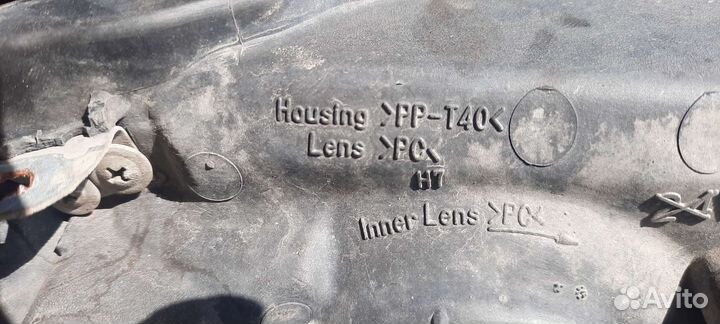 Housing >PP-T40<
Lens >PC<
H7
Inner Lens >PC<
Avito